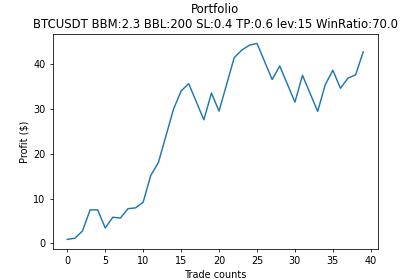 Portfolio
BTCUSDT BBM:2.3 BBL:200 SL:0.4 TP:0.6 lev:15 WinRatio:70.0
Profit ($)
40
30
20
10
0
0 5 10 15 20 25 30 35 40
Trade counts